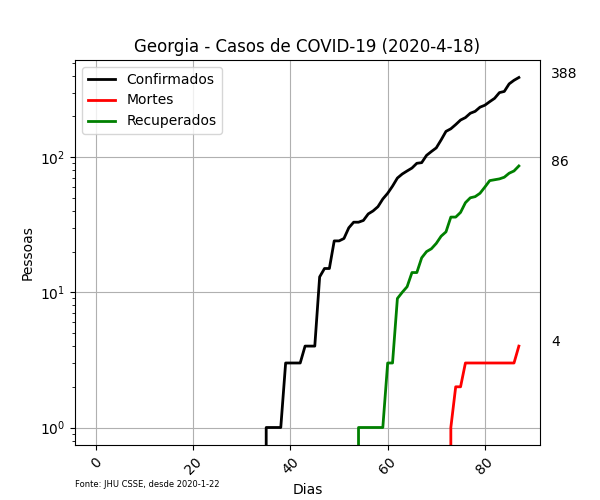 Georgia - Casos de COVID-19 (2020-4-18)
Confirmados
Mortes
Recuperados
388
86
4
10²
10¹
10⁰
Pessoas
0
20
40
60
80
Dias
Fonte: JHU CSSE, desde 2020-1-22